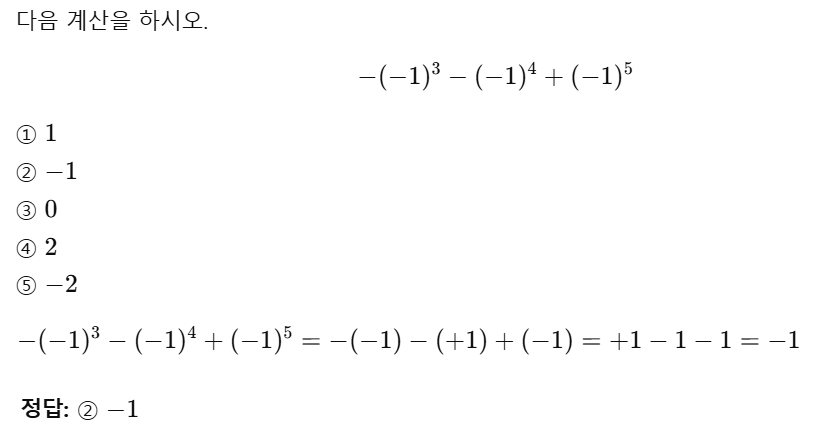 다음 계산을 하시오.
−(−1)³ − (−1)⁴ + (−1)⁵
① 1
② −1
③ 0
④ 2
⑤ −2
−(−1)³ − (−1)⁴ + (−1)⁵ = −(−1) − (+1) + (−1) = +1 − 1 − 1 = −1
정답: ② −1